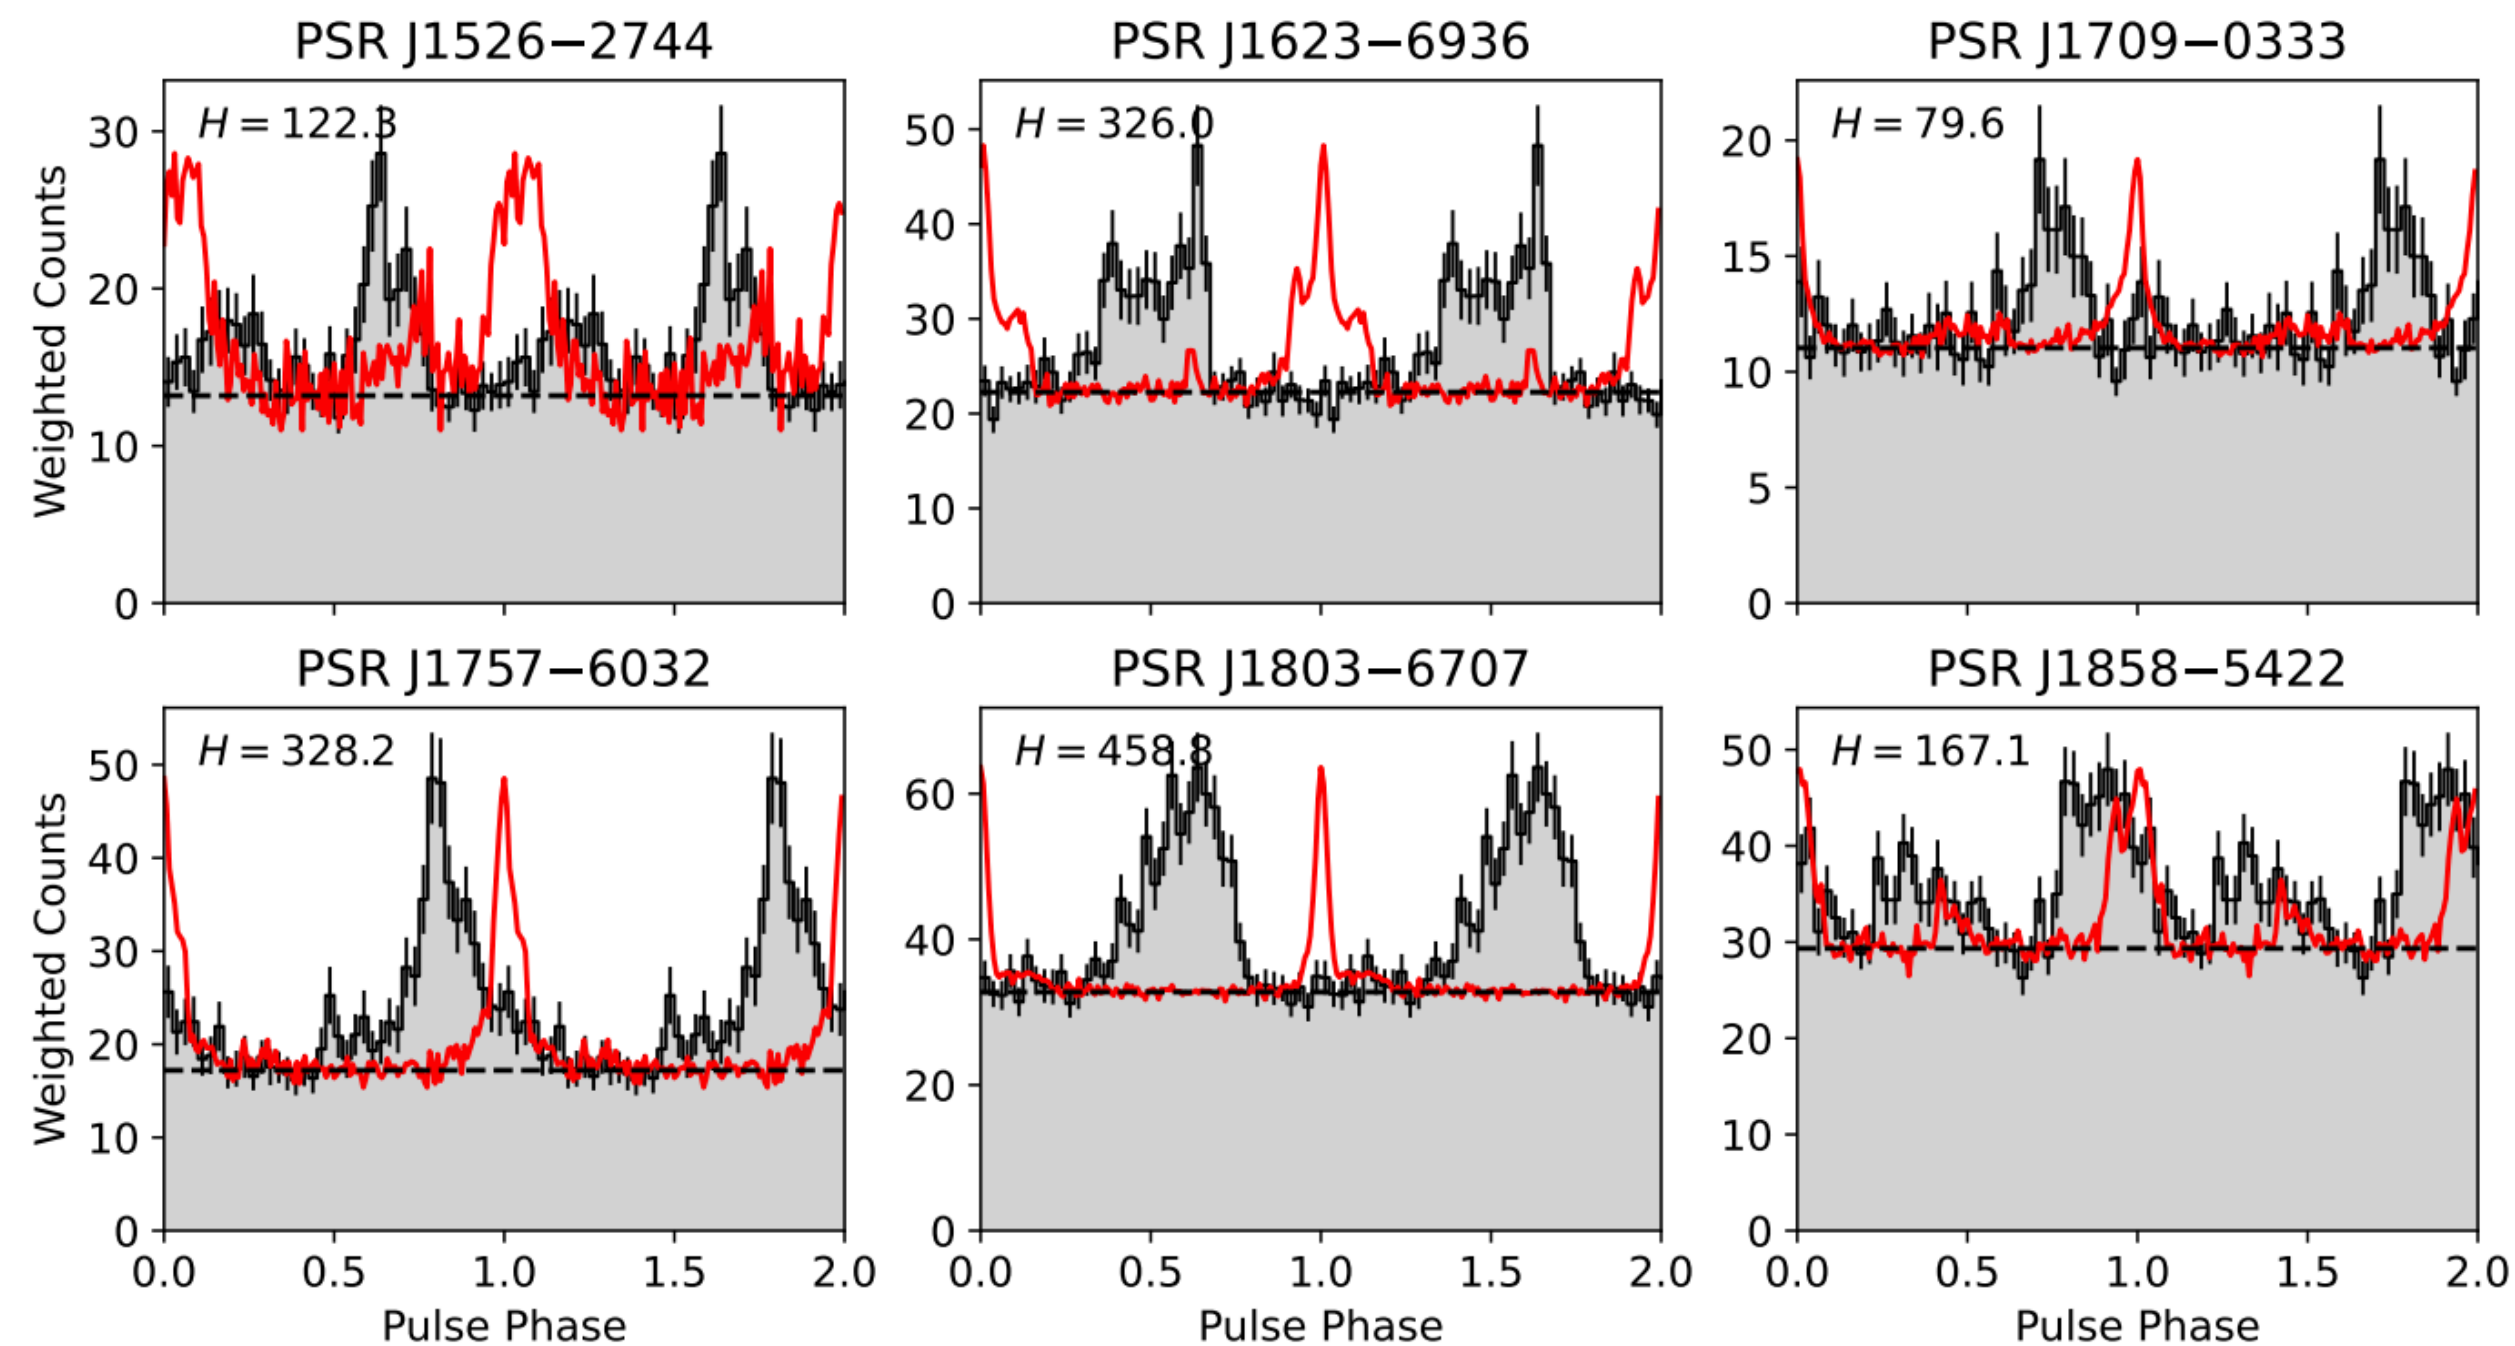 PSR J1526−2744
PSR J1623−6936
PSR J1709−0333
H = 122.3
H = 326.0
H = 79.6
Weighted Counts
30
20
10
0
50
40
30
20
10
0
20
15
10
5
0
PSR J1757−6032
PSR J1803−6707
PSR J1858−5422
H = 328.2
H = 458.8
H = 167.1
Weighted Counts
50
40
30
20
10
0
60
40
20
0
50
40
30
20
10
0
0.0 0.5 1.0 1.5 2.0
0.0 0.5 1.0 1.5 2.0
0.0 0.5 1.0 1.5 2.0
Pulse Phase
Pulse Phase
Pulse Phase